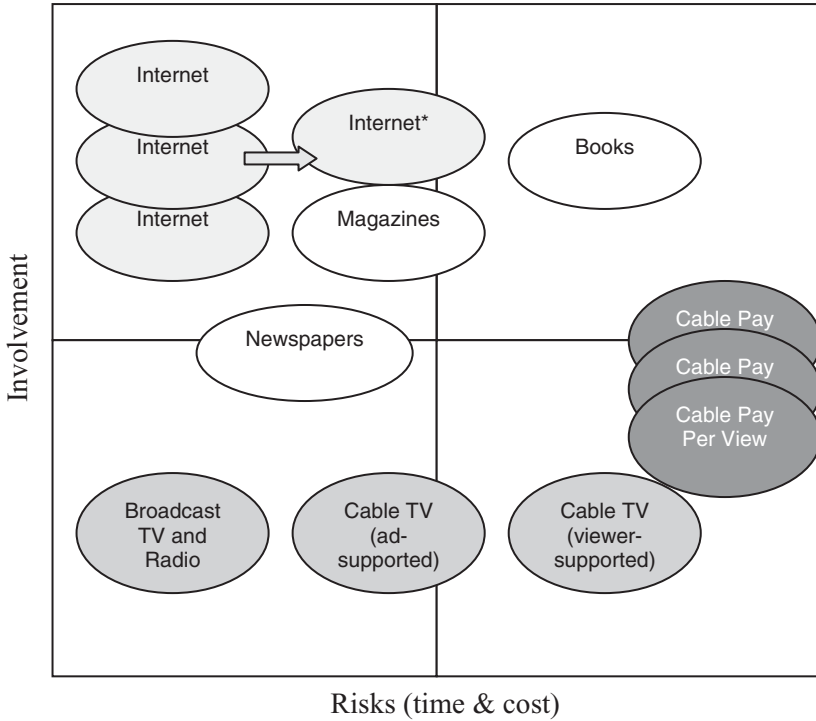 Internet
Internet
Internet
Internet*
Magazines
Books
Newspapers
Cable Pay
Cable Pay
Cable Pay
Per View
Broadcast
TV and
Radio
Cable TV
(ad-
supported)
Cable TV
(viewer-
supported)
Involvement
Risks (time & cost)